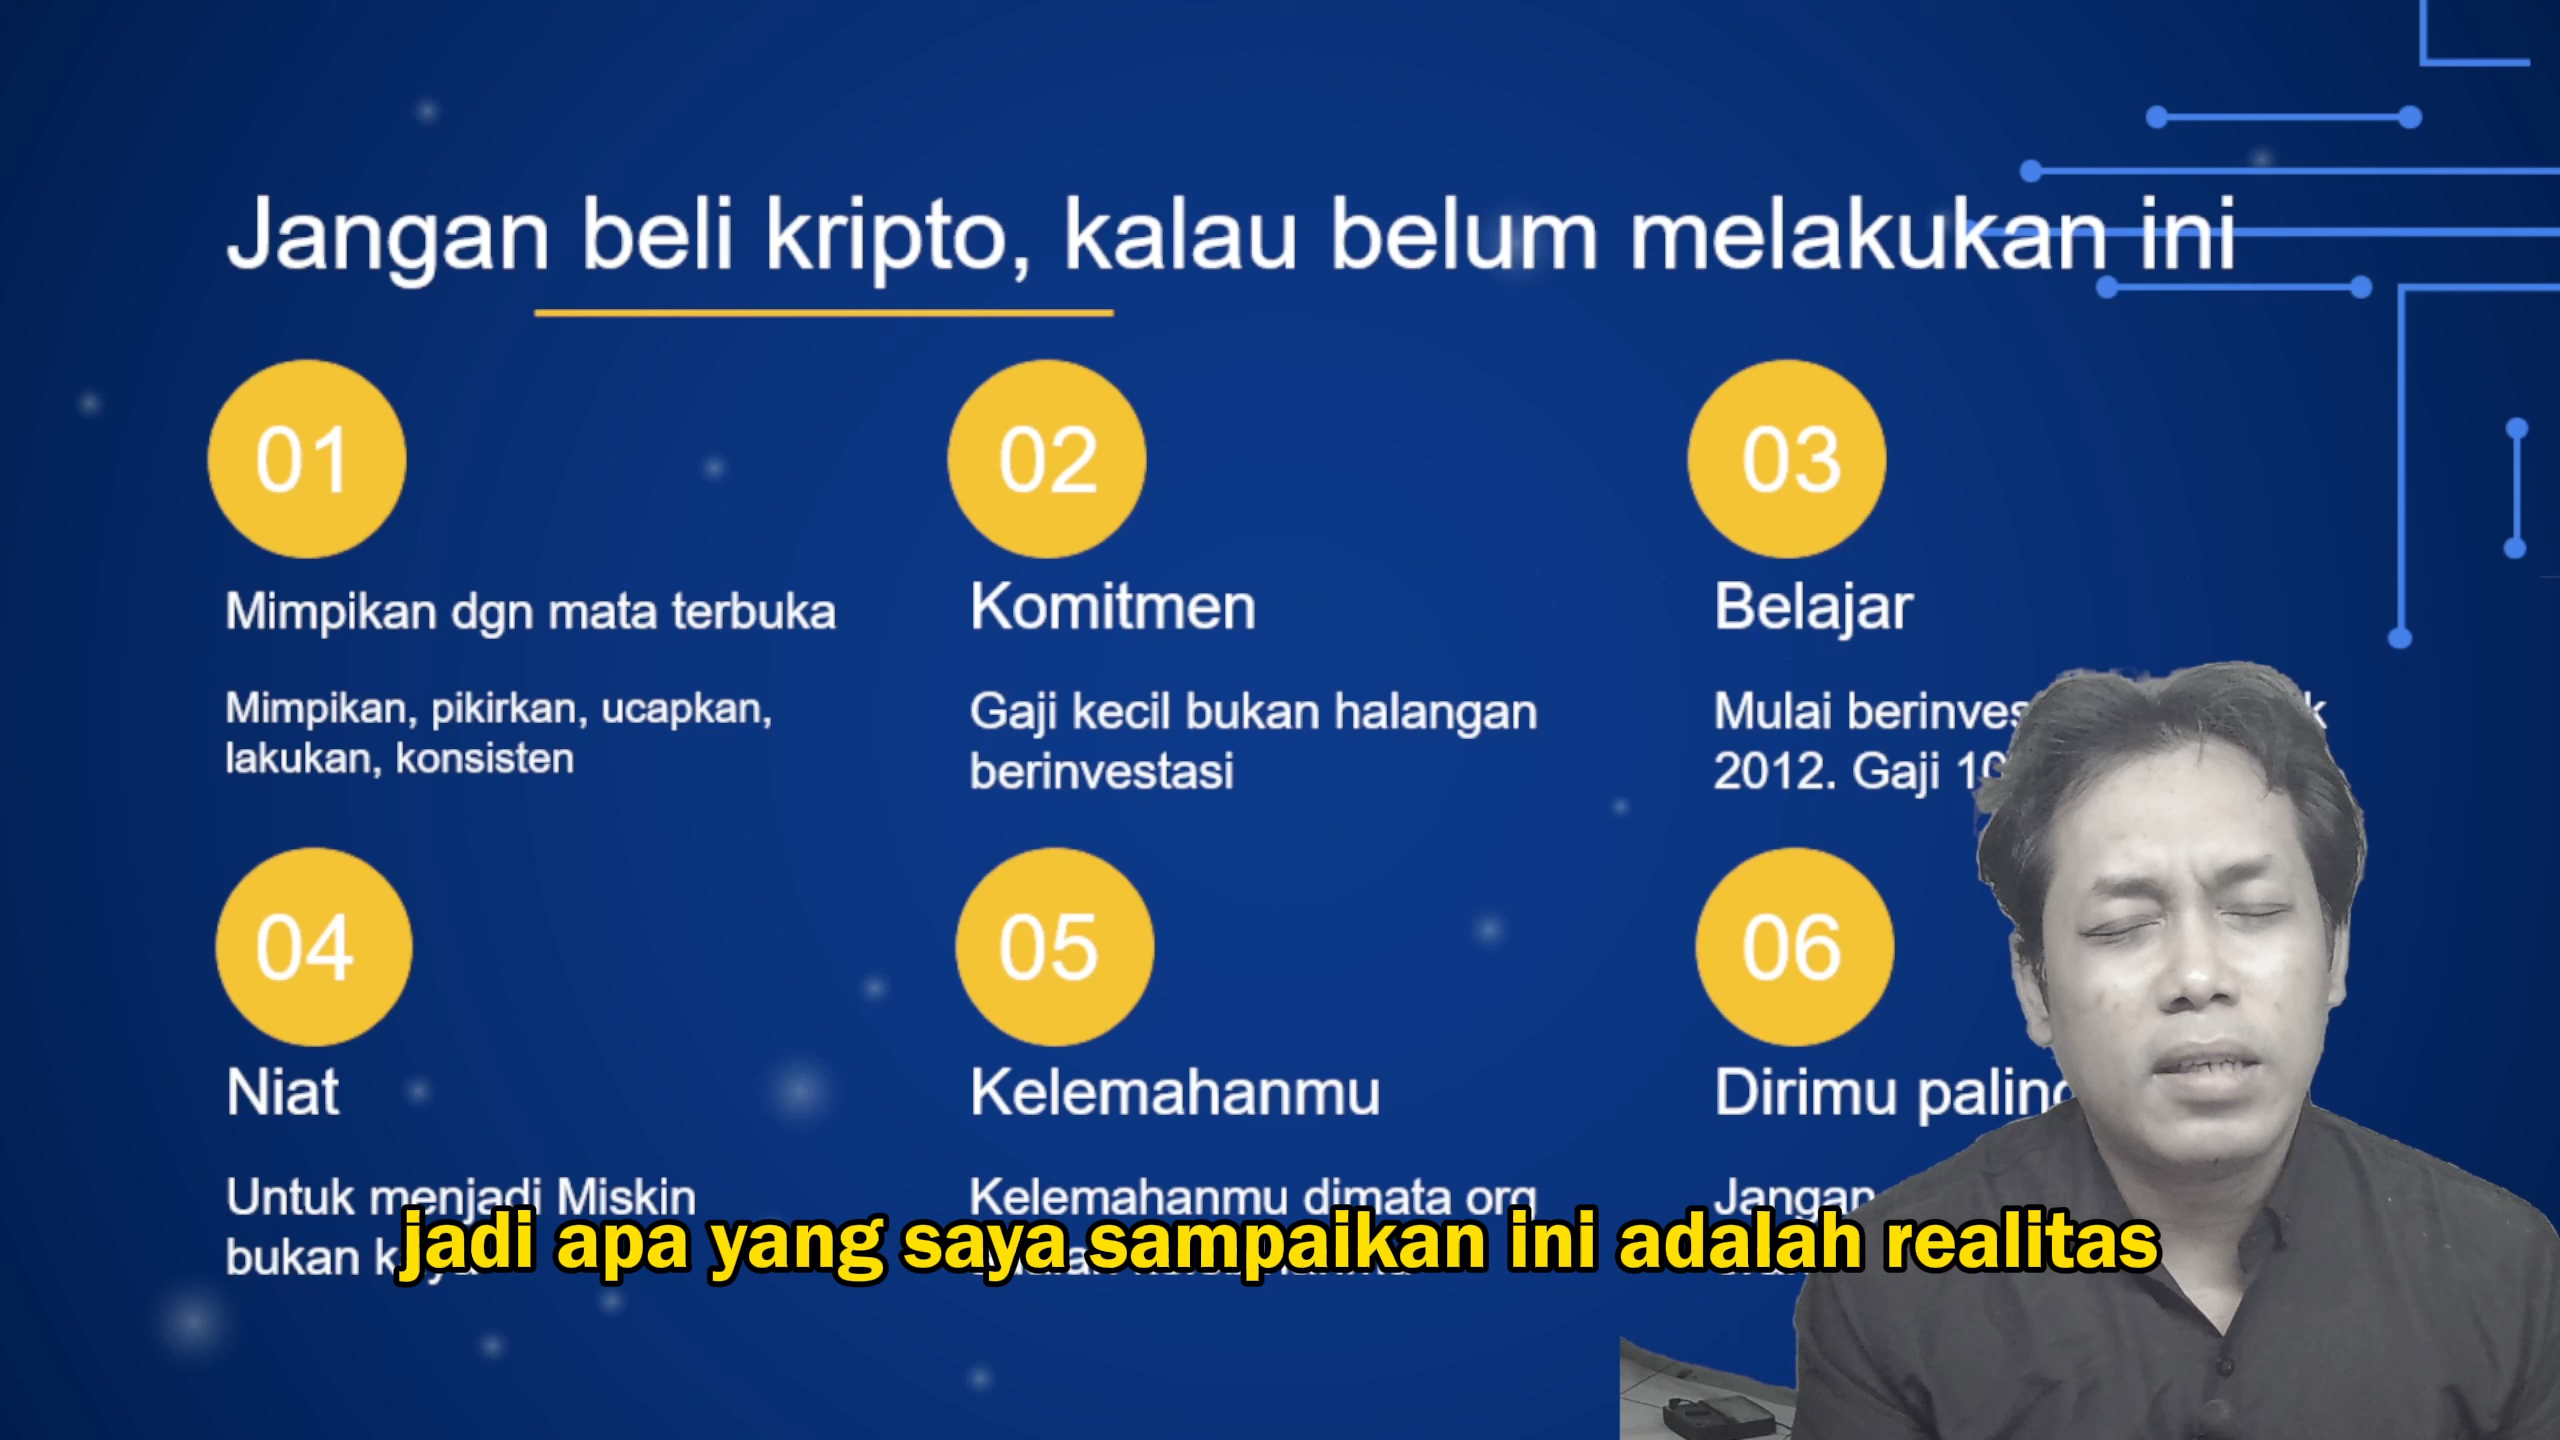 Jangan beli kripto, kalau belum melakukan ini
01
Mimpikan dgn mata terbuka
Mimpikan, pikirkan, ucapkan,
lakukan, konsisten
02
Komitmen
Gaji kecil bukan halangan
berinvestasi
03
Belajar
Mulai
2012. Gaji
04
Niat
Untuk menjadi Miskin
bukan
05
Kelemahanmu
Kelemahanmu dimata org
06
Dirimu
Jangan
jadi apa yang saya sampaikan ini adalah realitas